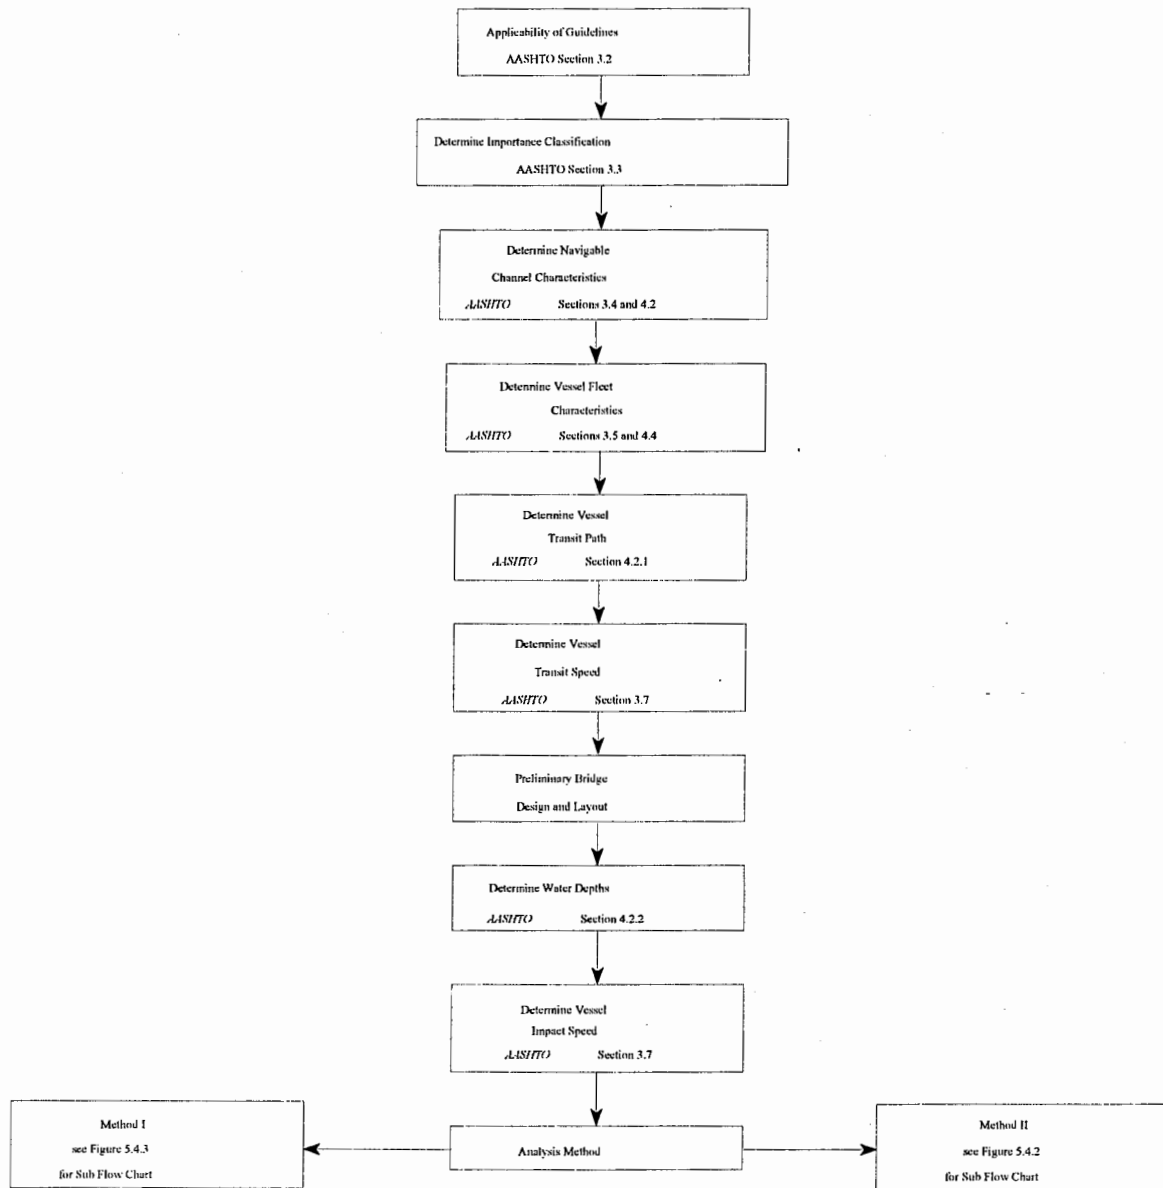 Applicability of Guidelines
AASHTO Section 3.2
Determine Importance Classification
AASHTO Section 3.3
Determine Navigable
Channel Characteristics
AASHTO Sections 3.4 and 4.2
Determine Vessel Fleet
Characteristics
AASHTO Sections 3.5 and 4.4
Determine Vessel
Transit Path
AASHTO Section 4.2.1
Determine Vessel
Transit Speed
AASHTO Section 3.7
Preliminary Bridge
Design and Layout
Determine Water Depths
AASHTO Section 4.2.2
Determine Vessel
Impact Speed
AASHTO Section 3.7
Method I
see Figure 5.4.3
for Sub Flow Chart
Analysis Method
Method II
see Figure 5.4.2
for Sub Flow Chart